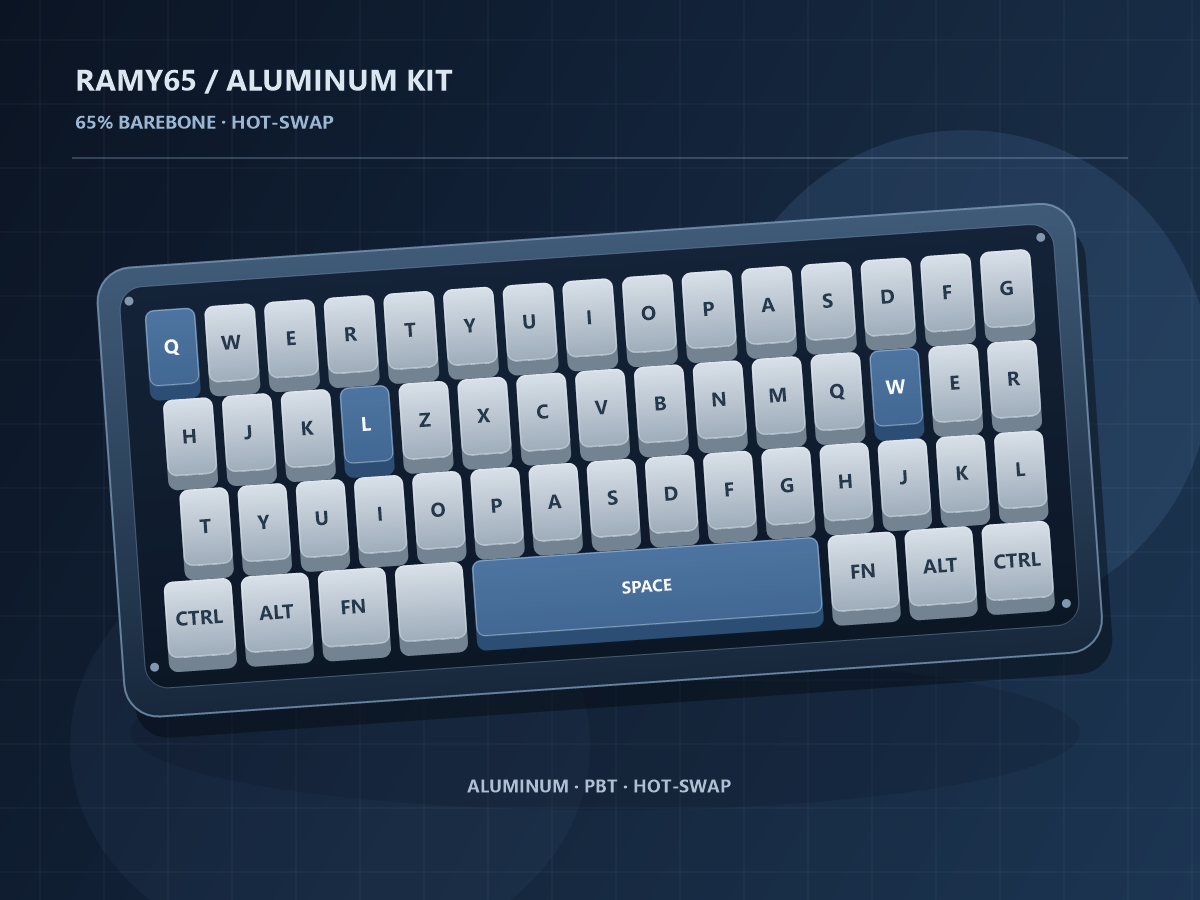 RAMY65 / ALUMINUM KIT
65% BAREBONE · HOT-SWAP
Q W E R T Y U I O P A S D F G
H J K L Z X C V B N M Q W E R
T Y U I O P A S D F G H J K L
CTRL ALT FN SPACE FN ALT CTRL
ALUMINUM · PBT · HOT-SWAP